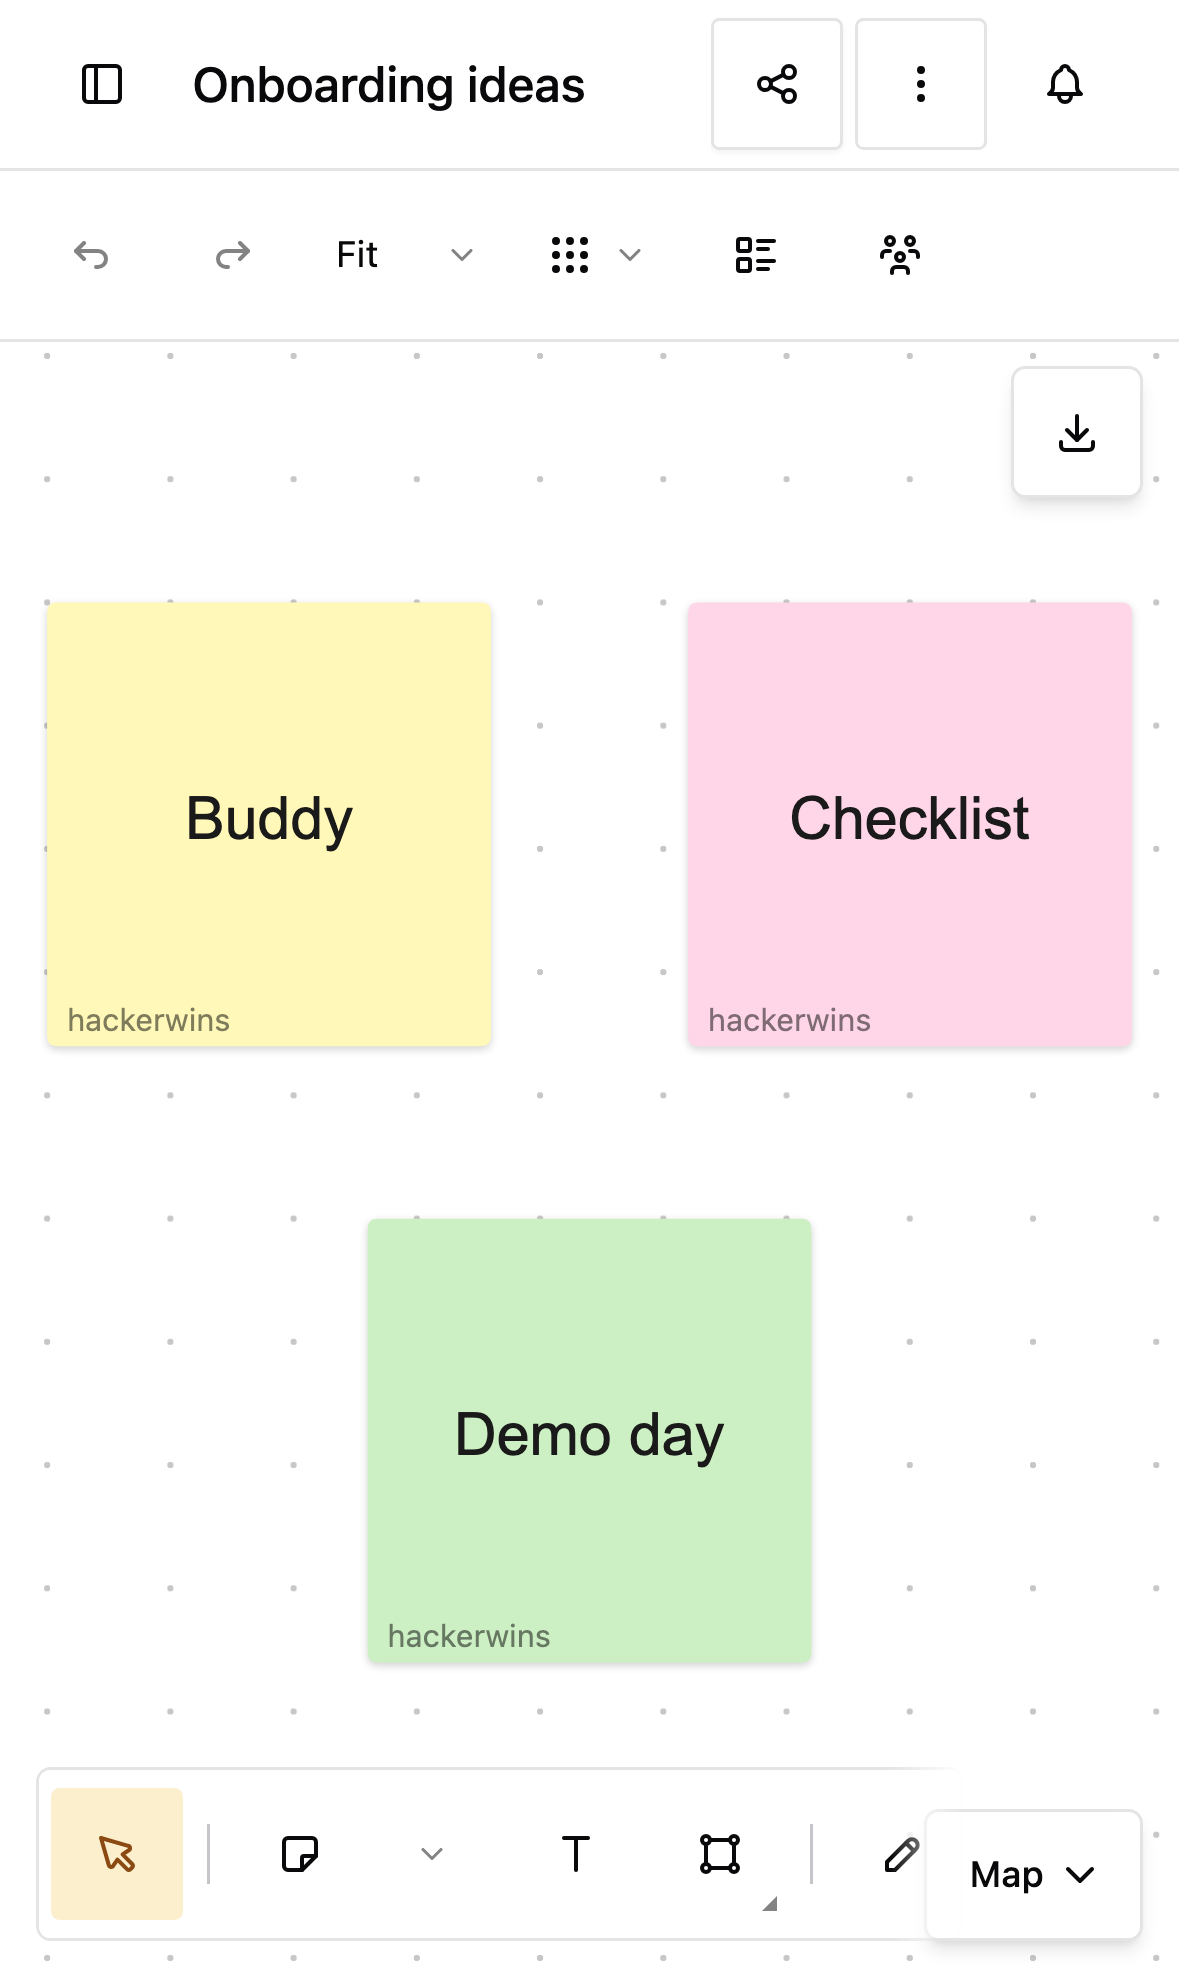 Onboarding ideas
Fit
Buddy
hackerwins
Checklist
hackerwins
Demo day
hackerwins
Map